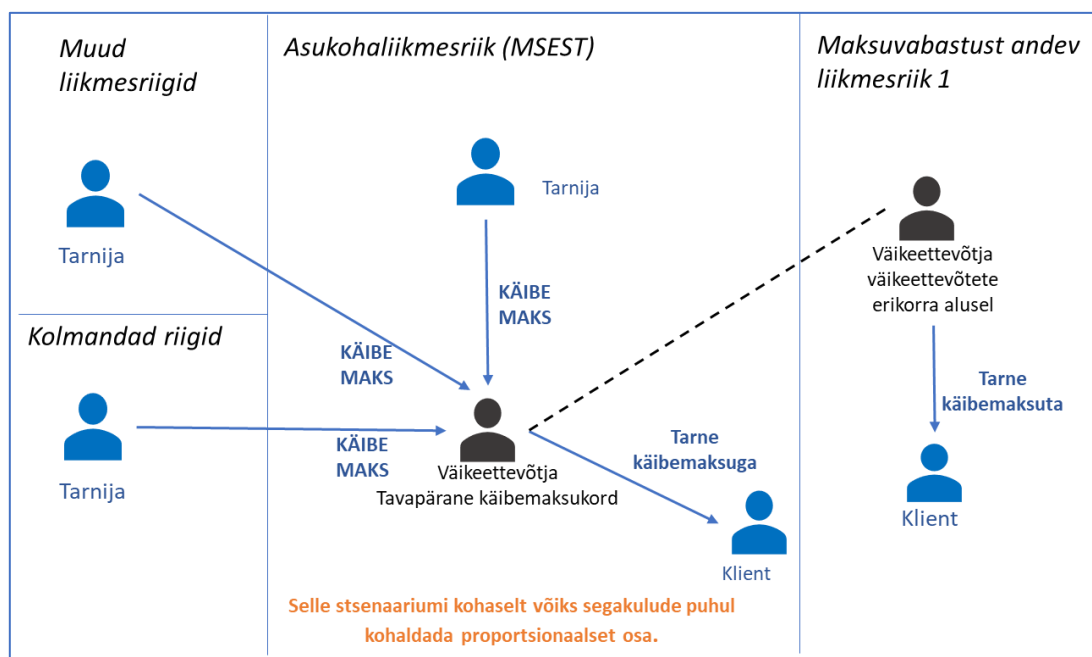 Muud
liikmesriigid
Tarnija
Kolmandad riigid
Tarnija
Asukohaliikmesriik (MSEST)
Tarnija
KÄIBE
MAKS
KÄIBE
MAKS
KÄIBE
MAKS
Väikeettevõtja
Tavapärane käibemaksukord
Tarne
käibemaksuga
Klient
Selle stsenaariumi kohaselt võiks segakulude puhul
kohaldada proportsionaalset osa.
Maksuvabastust andev
liikmesriik 1
Väikeettevõtja
väikeettevõtete
erikorra alusel
Tarne
käibemaksuta
Klient